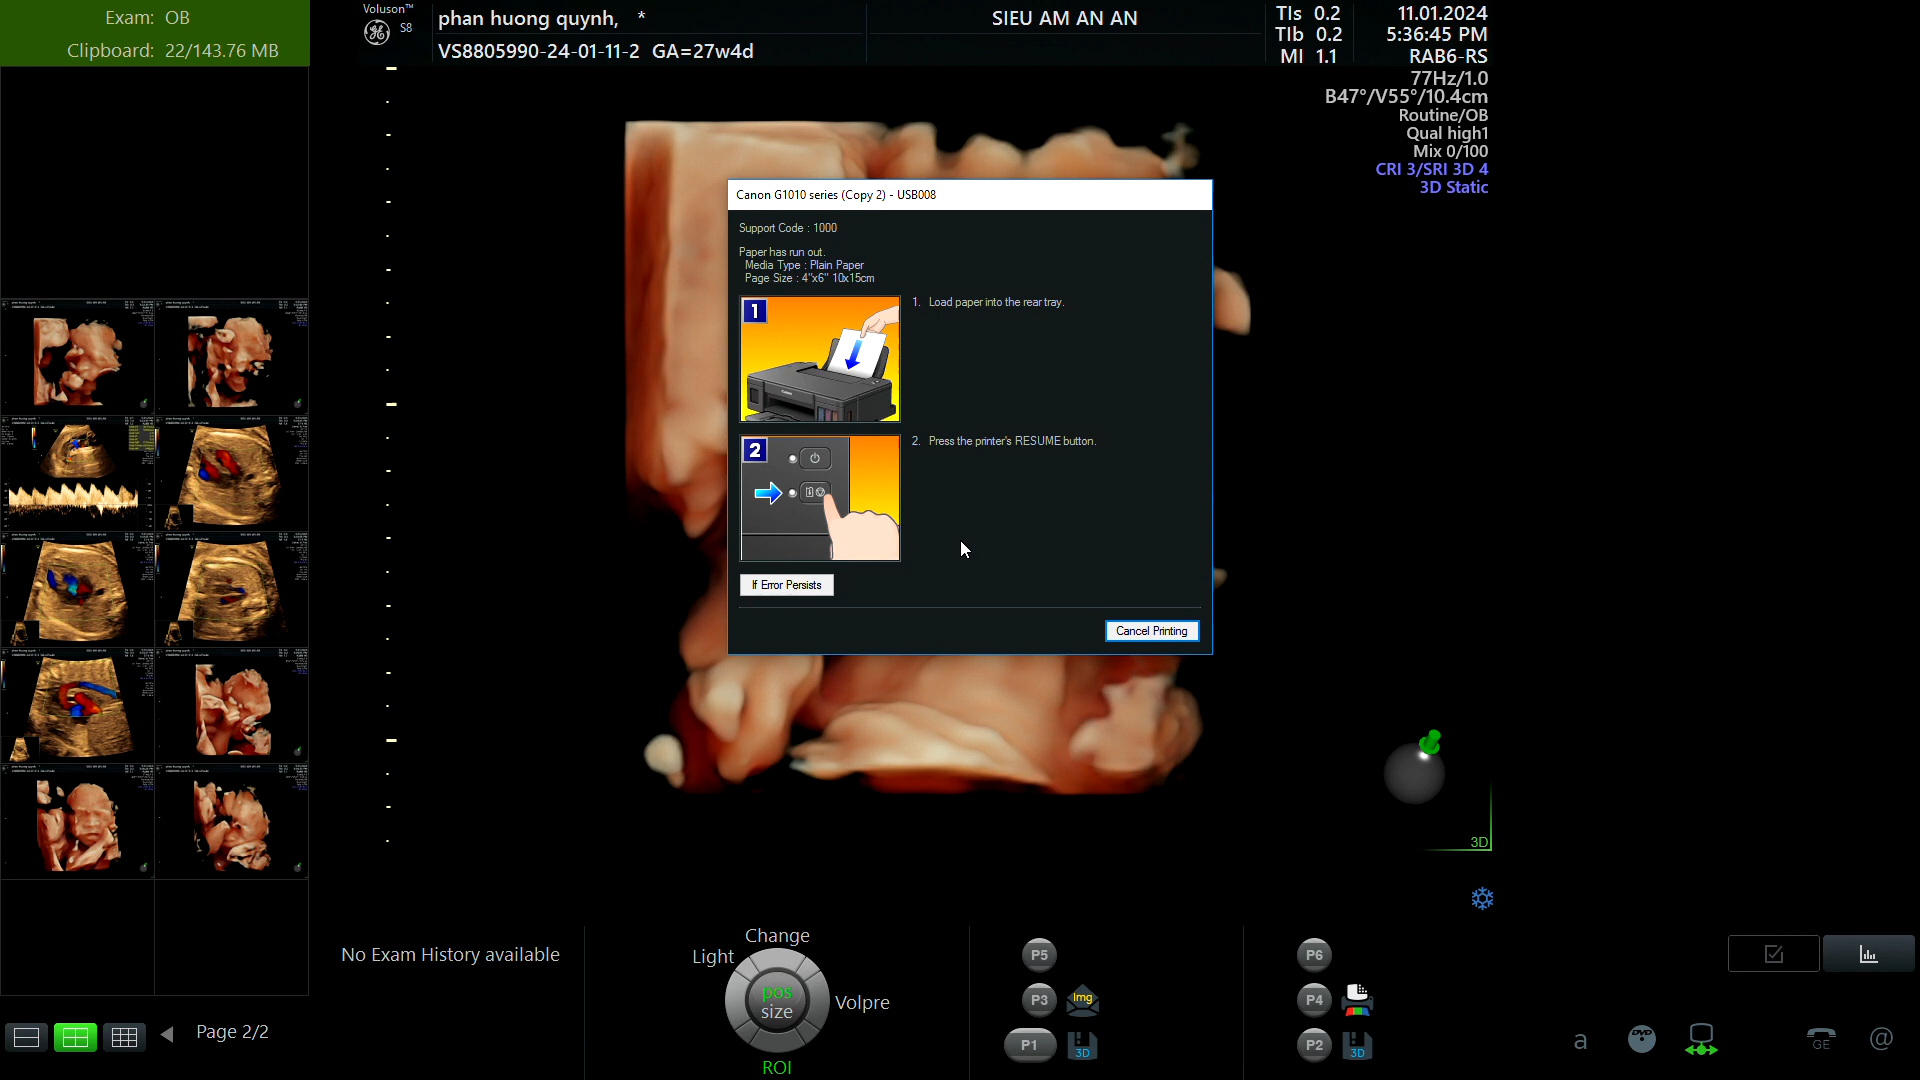 Exam: OB
Clipboard: 22/143.76 MB
Voluson™
S8
phan huong quynh, *
VS8805990-24-01-11-2 GA=27w4d
SIEU AM AN AN
TIs 0.2
TIb 0.2
MI 1.1
11.01.2024
5:36:45 PM
RAB6-RS
77Hz/1.0
B47°/V55°/10.4cm
Routine/OB
Qual high1
Mix 0/100
CRI 3/SRI 3D 4
3D Static
Canon G1010 series (Copy 2) - USB008
Support Code : 1000
Paper has run out.
Media Type : Plain Paper
Page Size : 4"x6" 10x15cm
1
1. Load paper into the rear tray.
2
2. Press the printer's RESUME button.
If Error Persists
Cancel Printing
3D
No Exam History available
Change
Light
pos
size
Volpre
ROI
P5
P3
Img
P1
3D
P6
P4
P2
3D
Page 2/2
a
DVD
GE
@